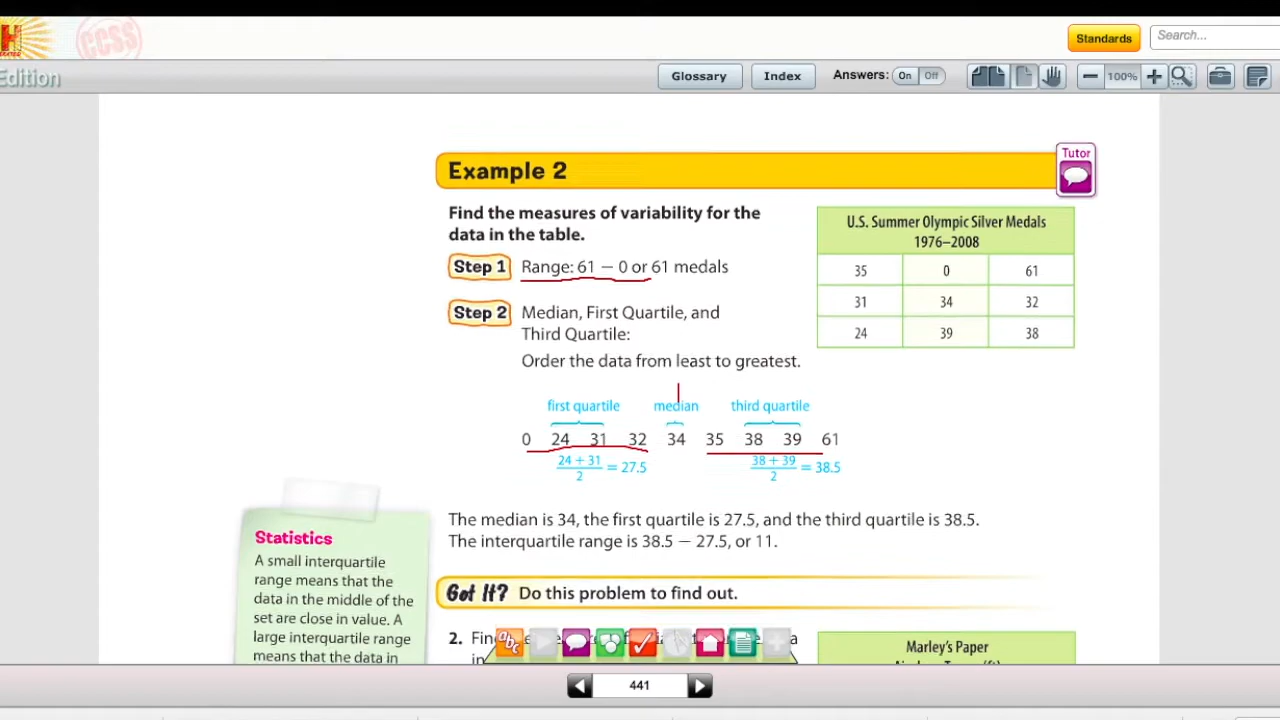 H
CCSS
Standards
Search...
Edition
Glossary
Index
Answers: On Off
100%
Example 2
Tutor
Find the measures of variability for the
data in the table.
Step 1 Range: 61 − 0 or 61 medals
Step 2 Median, First Quartile, and
Third Quartile:
Order the data from least to greatest.
U.S. Summer Olympic Silver Medals
1976–2008
35 0 61
31 34 32
24 39 38
first quartile median third quartile
0 24 31 32 34 35 38 39 61
24 + 31
2
= 27.5
38 + 39
2
= 38.5
The median is 34, the first quartile is 27.5, and the third quartile is 38.5.
The interquartile range is 38.5 − 27.5, or 11.
Statistics
A small interquartile
range means that the
data in the middle of the
set are close in value. A
large interquartile range
means that the data in
Got It? Do this problem to find out.
2. Fin
in
abc
Marley's Paper
441